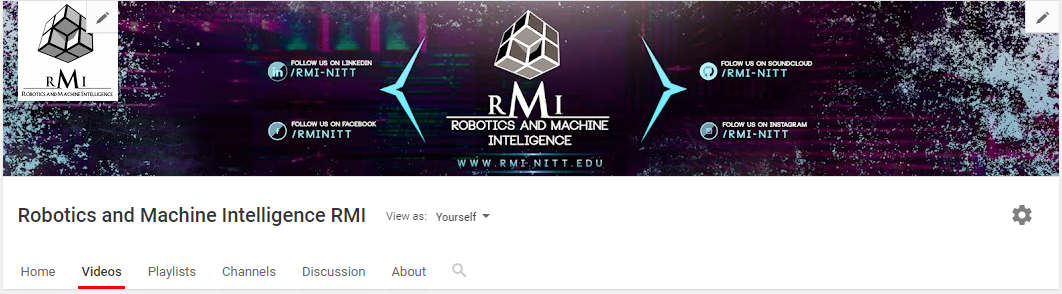 RMI
ROBOTICS AND MACHINE INTELLIGENCE
FOLLOW US ON LINKEDIN
/RMI-NITT
FOLLOW US ON FACEBOOK
/RMINITT
RMI
ROBOTICS AND MACHINE
INTELIGENCE
WWW.RMI.NITT.EDU
FOLLOW US ON SOUNDCLOUD
/RMI-NITT
FOLLOW US ON INSTAGRAM
/RMI-NITT
Robotics and Machine Intelligence RMI View as: Yourself
Home Videos Playlists Channels Discussion About